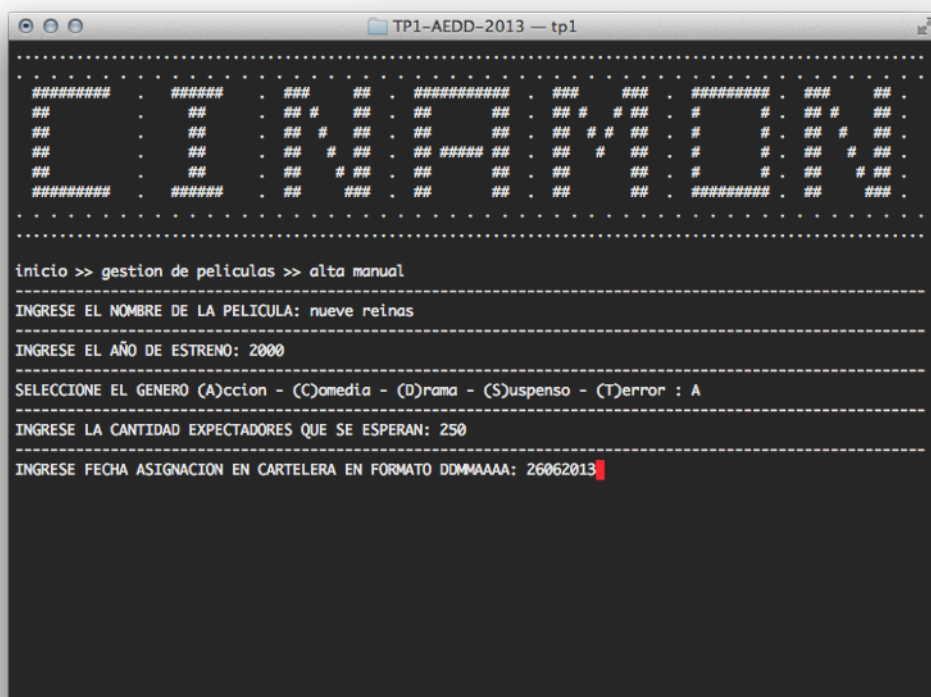 TP1-AEDD-2013 — tp1
CINAMON
inicio >> gestion de peliculas >> alta manual
INGRESE EL NOMBRE DE LA PELICULA: nueve reinas
INGRESE EL AÑO DE ESTRENO: 2000
SELECCIONE EL GENERO (A)ccion - (C)omedia - (D)rama - (S)uspenso - (T)error : A
INGRESE LA CANTIDAD EXPECTADORES QUE SE ESPERAN: 250
INGRESE FECHA ASIGNACION EN CARTELERA EN FORMATO DDMMAAAA: 26062013